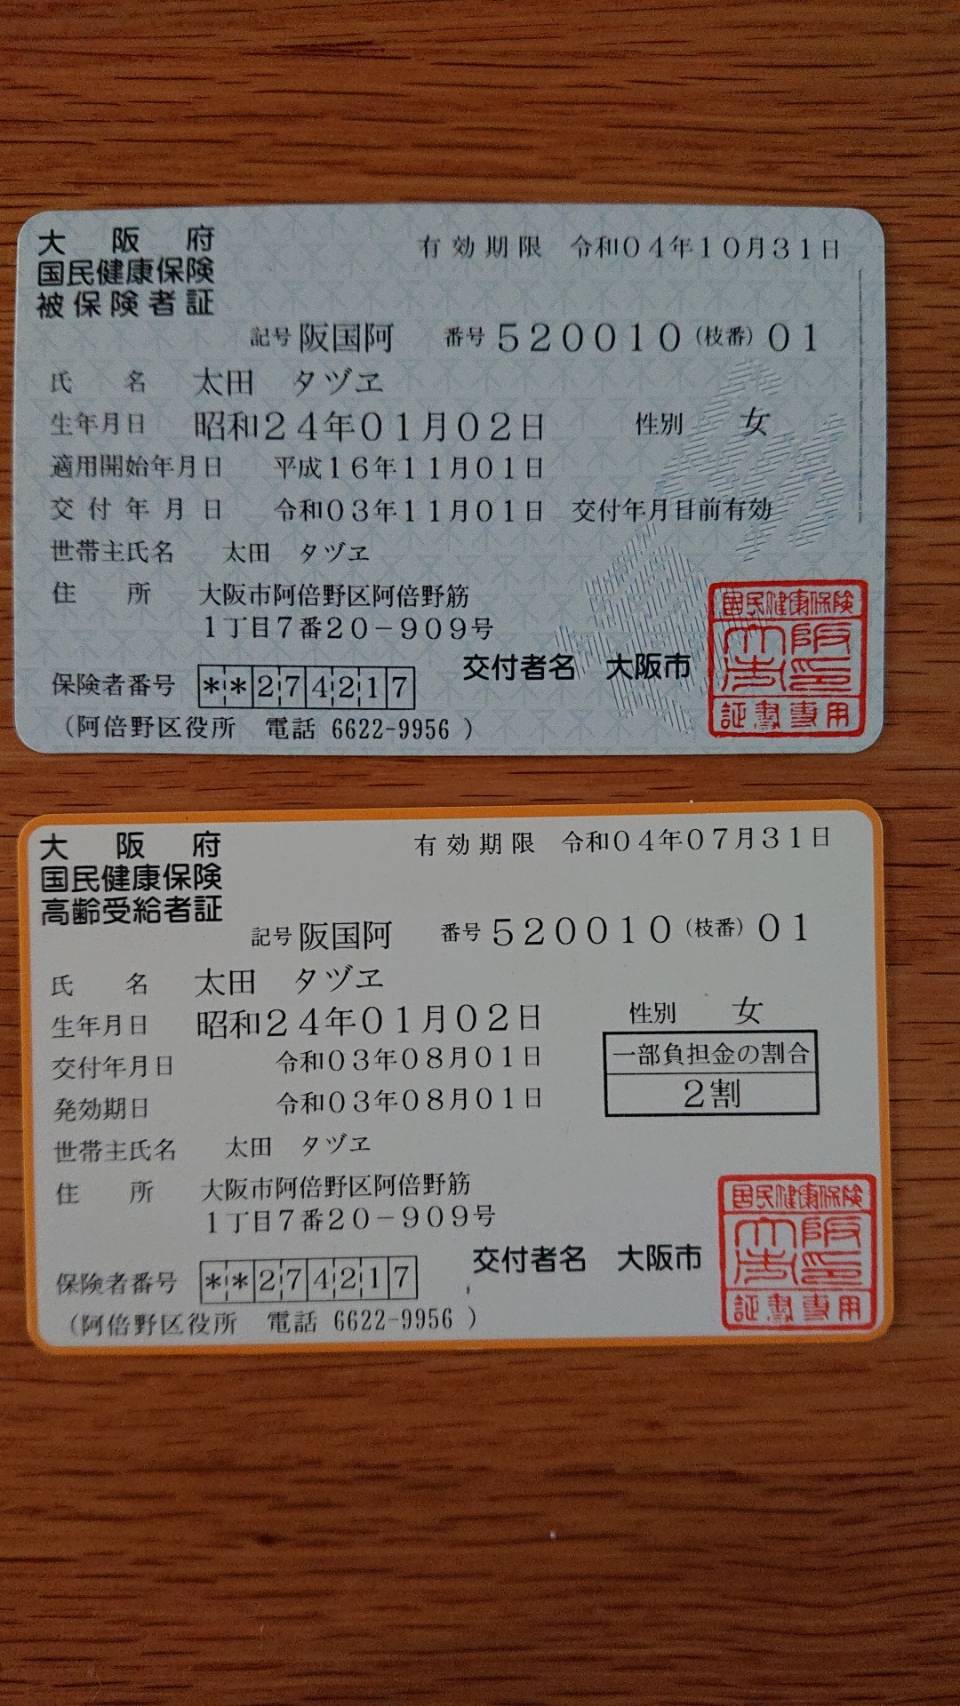 大阪府
国民健康保険
被保険者証
有効期限 令和04年10月31日
記号 阪国阿 番号 520010 (枝番) 01
氏名 太田 タヅヱ
生年月日 昭和24年01月02日 性別 女
適用開始年月日 平成16年11月01日
交付年月日 令和03年11月01日 交付年月日前有効
世帯主氏名 太田 タヅヱ
住所 大阪市阿倍野区阿倍野筋
1丁目7番20-909号
保険者番号 **274217
交付者名 大阪市
(阿倍野区役所 電話 6622-9956 )
国民健康保険
大阪
市印
証書専用
大阪府
国民健康保険
高齢受給者証
有効期限 令和04年07月31日
記号 阪国阿 番号 520010 (枝番) 01
氏名 太田 タヅヱ
生年月日 昭和24年01月02日 性別 女
交付年月日 令和03年08月01日
発効期日 令和03年08月01日
一部負担金の割合
2割
世帯主氏名 太田 タヅヱ
住所 大阪市阿倍野区阿倍野筋
1丁目7番20-909号
保険者番号 **274217
交付者名 大阪市
(阿倍野区役所 電話 6622-9956 )
国民健康保険
大阪
市印
証書専用